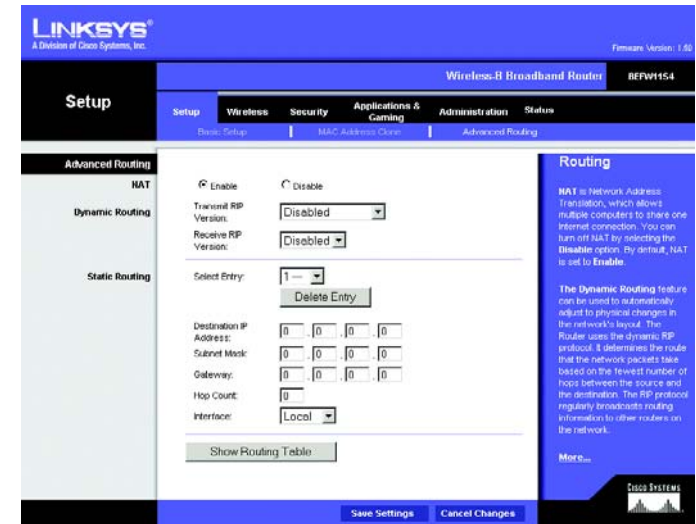 LINKSYS®
A Division of Cisco Systems, Inc.
Firmware Version: 1.50
Wireless-B Broadband Router
BEFW11S4
Setup
Setup
Wireless
Security
Applications & Gaming
Administration
Status
Basic Setup
MAC Address Clone
Advanced Routing
Advanced Routing
NAT
Enable
Disable
Dynamic Routing
Transmit RIP Version:
Disabled
Receive RIP Version:
Disabled
Static Routing
Select Entry:
1 ---
Delete Entry
Destination IP Address:
0 . 0 . 0 . 0
Subnet Mask:
0 . 0 . 0 . 0
Gateway:
0 . 0 . 0 . 0
Hop Count:
0
Interface:
Local
Show Routing Table
Routing
NAT is Network Address
Translation, which allows
multiple computers to share one
Internet connection. You can
turn off NAT by selecting the
Disable option. By default, NAT
is set to Enable.
The Dynamic Routing feature
can be used to automatically
adjust to physical changes in
the network's layout. The
Router uses the dynamic RIP
protocol. It determines the route
that the network packets take
based on the fewest number of
hops between the source and
the destination. The RIP protocol
regularly broadcasts routing
information to other routers on
the network.
More...
CISCO SYSTEMS
Save Settings
Cancel Changes